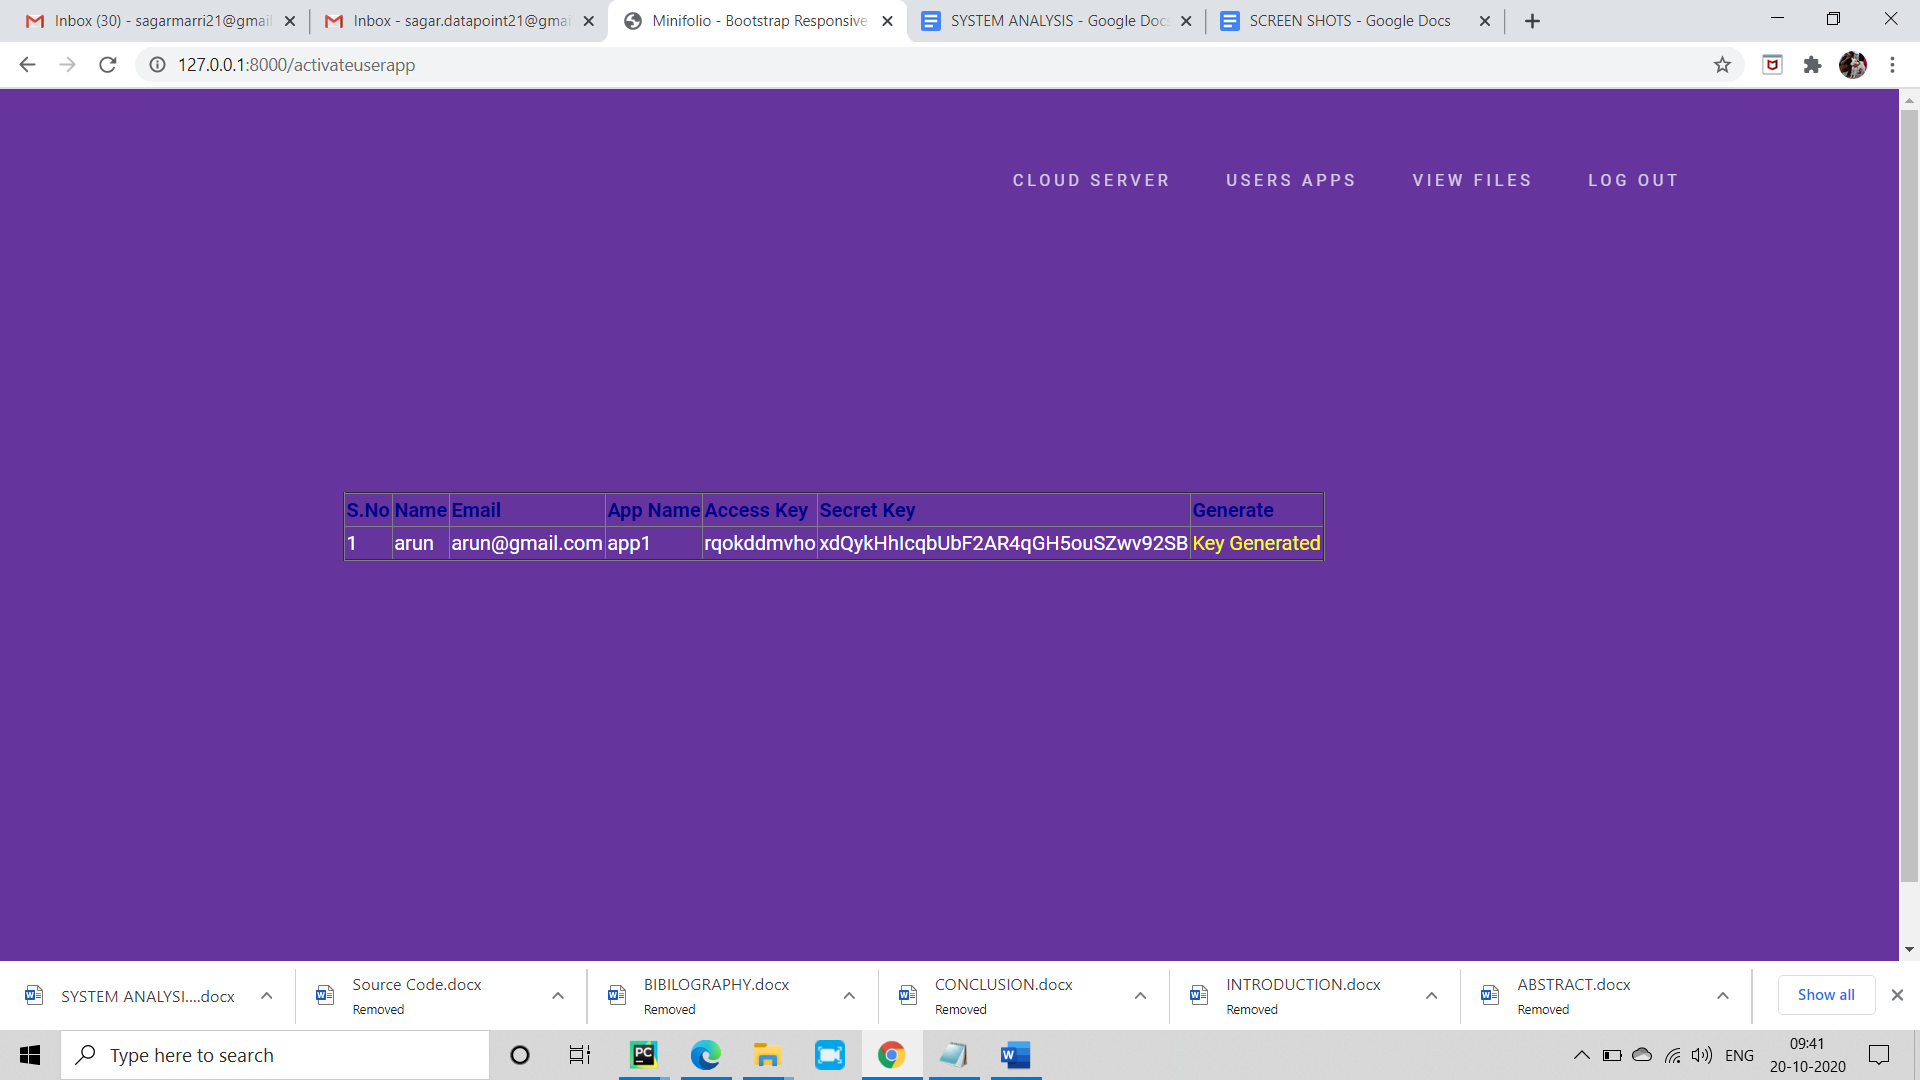 Inbox (30) - sagarmarri21@gmail
Inbox - sagar.datapoint21@gmai
Minifolio - Bootstrap Responsive
SYSTEM ANALYSIS - Google Docs
SCREEN SHOTS - Google Docs
127.0.0.1:8000/activateuserapp
CLOUD SERVER USERS APPS VIEW FILES LOG OUT
S.No Name Email App Name Access Key Secret Key Generate
1 arun arun@gmail.com app1 rqokddmvho xdQykHhIcqbUbF2AR4qGH5ouSZwv92SB Key Generated
SYSTEM ANALYSI....docx
Source Code.docx
Removed
BIBILOGRAPHY.docx
Removed
CONCLUSION.docx
Removed
INTRODUCTION.docx
Removed
ABSTRACT.docx
Removed
Show all
Type here to search
PC
W
ENG
09:41
20-10-2020